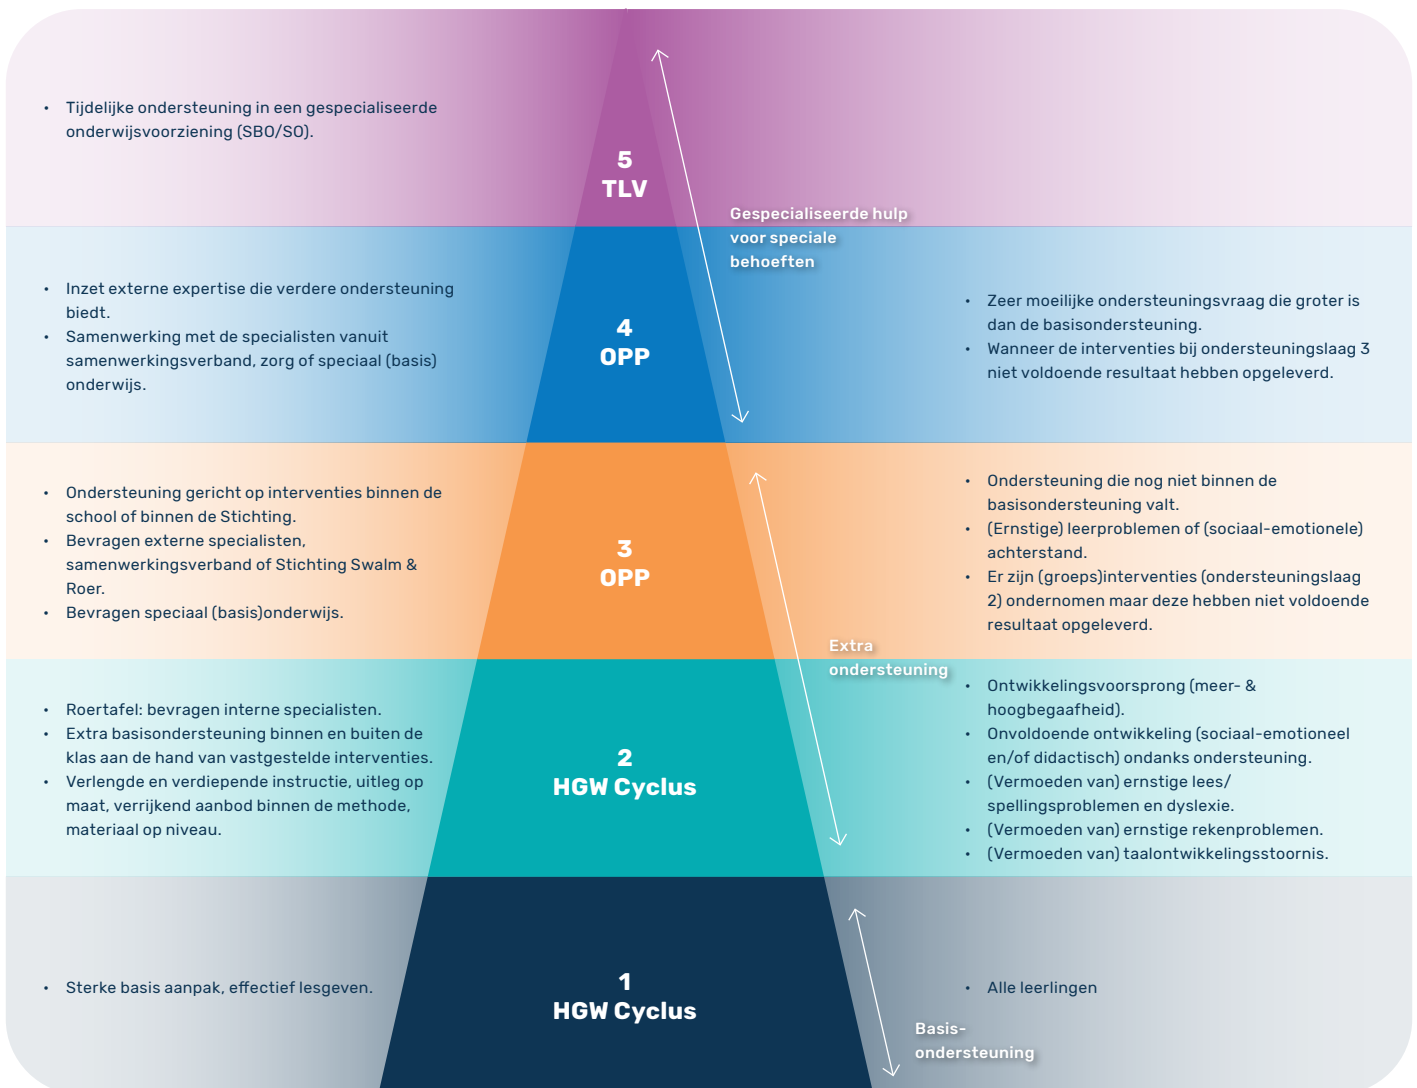 • Tijdelijke ondersteuning in een gespecialiseerde
onderwijsvoorziening (SBO/SO).
5
TLV
Gespecialiseerde hulp
voor speciale
behoeften
• Inzet externe expertise die verdere ondersteuning
biedt.
• Samenwerking met de specialisten vanuit
samenwerkingsverband, zorg of speciaal (basis)
onderwijs.
4
OPP
• Zeer moeilijke ondersteuningsvraag die groter is
dan de basisondersteuning.
• Wanneer de interventies bij ondersteuningslaag 3
niet voldoende resultaat hebben opgeleverd.
• Ondersteuning gericht op interventies binnen de
school of binnen de Stichting.
• Bevragen externe specialisten,
samenwerkingsverband of Stichting Swalm &
Roer.
• Bevragen speciaal (basis)onderwijs.
3
OPP
• Ondersteuning die nog niet binnen de
basisondersteuning valt.
• (Ernstige) leerproblemen of (sociaal-emotionele)
achterstand.
• Er zijn (groeps)interventies (ondersteuningslaag
2) ondernomen maar deze hebben niet voldoende
resultaat opgeleverd.
Extra
ondersteuning
• Roertafel: bevragen interne specialisten.
• Extra basisondersteuning binnen en buiten de
klas aan de hand van vastgestelde interventies.
• Verlengde en verdiepende instructie, uitleg op
maat, verrijkend aanbod binnen de methode,
materiaal op niveau.
2
HGW Cyclus
• Ontwikkelingsvoorsprong (meer- &
hoogbegaafheid).
• Onvoldoende ontwikkeling (sociaal-emotioneel
en/of didactisch) ondanks ondersteuning.
• (Vermoeden van) ernstige lees/
spellingsproblemen en dyslexie.
• (Vermoeden van) ernstige rekenproblemen.
• (Vermoeden van) taalontwikkelingsstoornis.
• Sterke basis aanpak, effectief lesgeven.
1
HGW Cyclus
• Alle leerlingen
Basis-
ondersteuning